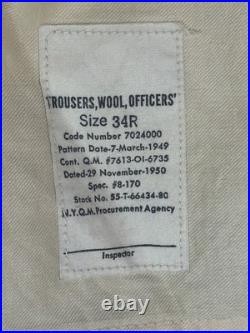 TROUSERS, WOOL, OFFICERS'
Size 34R
Code Number 7024000
Pattern Date-7-March-1949
Cont. Q.M. #7613-OI-6735
Dated-29 November-1950
Spec. #8-170
Stock No. 55-T-66434-80
N.Y.Q.M. Procurement Agency
Inspector